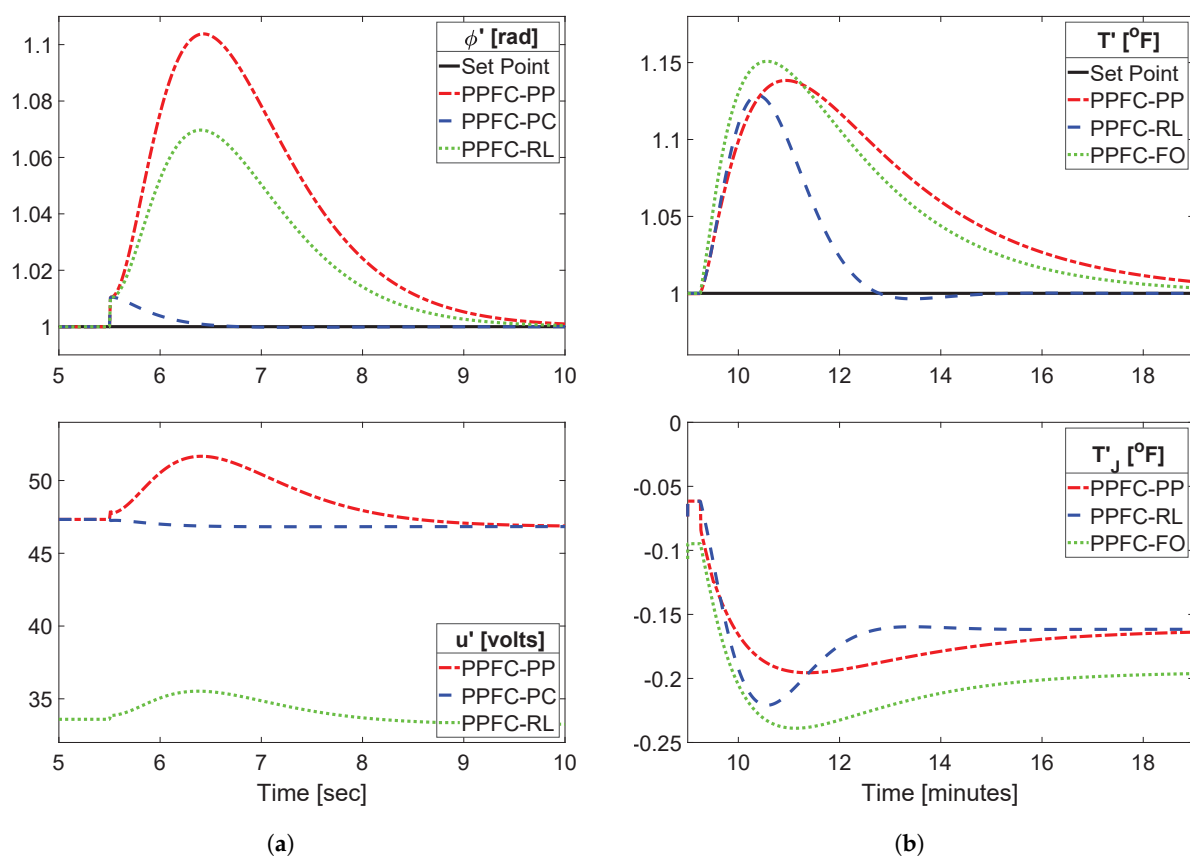 ϕ' [rad]
Set Point
PPFC-PP
PPFC-PC
PPFC-RL
1.1
1.08
1.06
1.04
1.02
1
5 6 7 8 9 10
T' [°F]
Set Point
PPFC-PP
PPFC-RL
PPFC-FO
1.15
1.1
1.05
1
10 12 14 16 18
u' [volts]
PPFC-PP
PPFC-PC
PPFC-RL
50
45
40
35
5 6 7 8 9 10
Time [sec]
(a)
T'J [°F]
PPFC-PP
PPFC-RL
PPFC-FO
0
-0.05
-0.1
-0.15
-0.2
-0.25
10 12 14 16 18
Time [minutes]
(b)